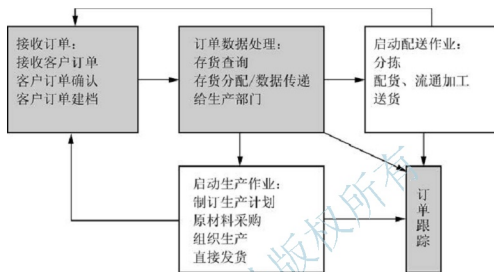 接收订单：
接收客户订单
客户订单确认
客户订单建档
订单数据处理：
存货查询
存货分配/数据传递
给生产部门
启动配送作业：
分拣
配货、流通加工
送货
启动生产作业：
制订生产计划
原材料采购
组织生产
直接发货
订单跟踪
版权所有